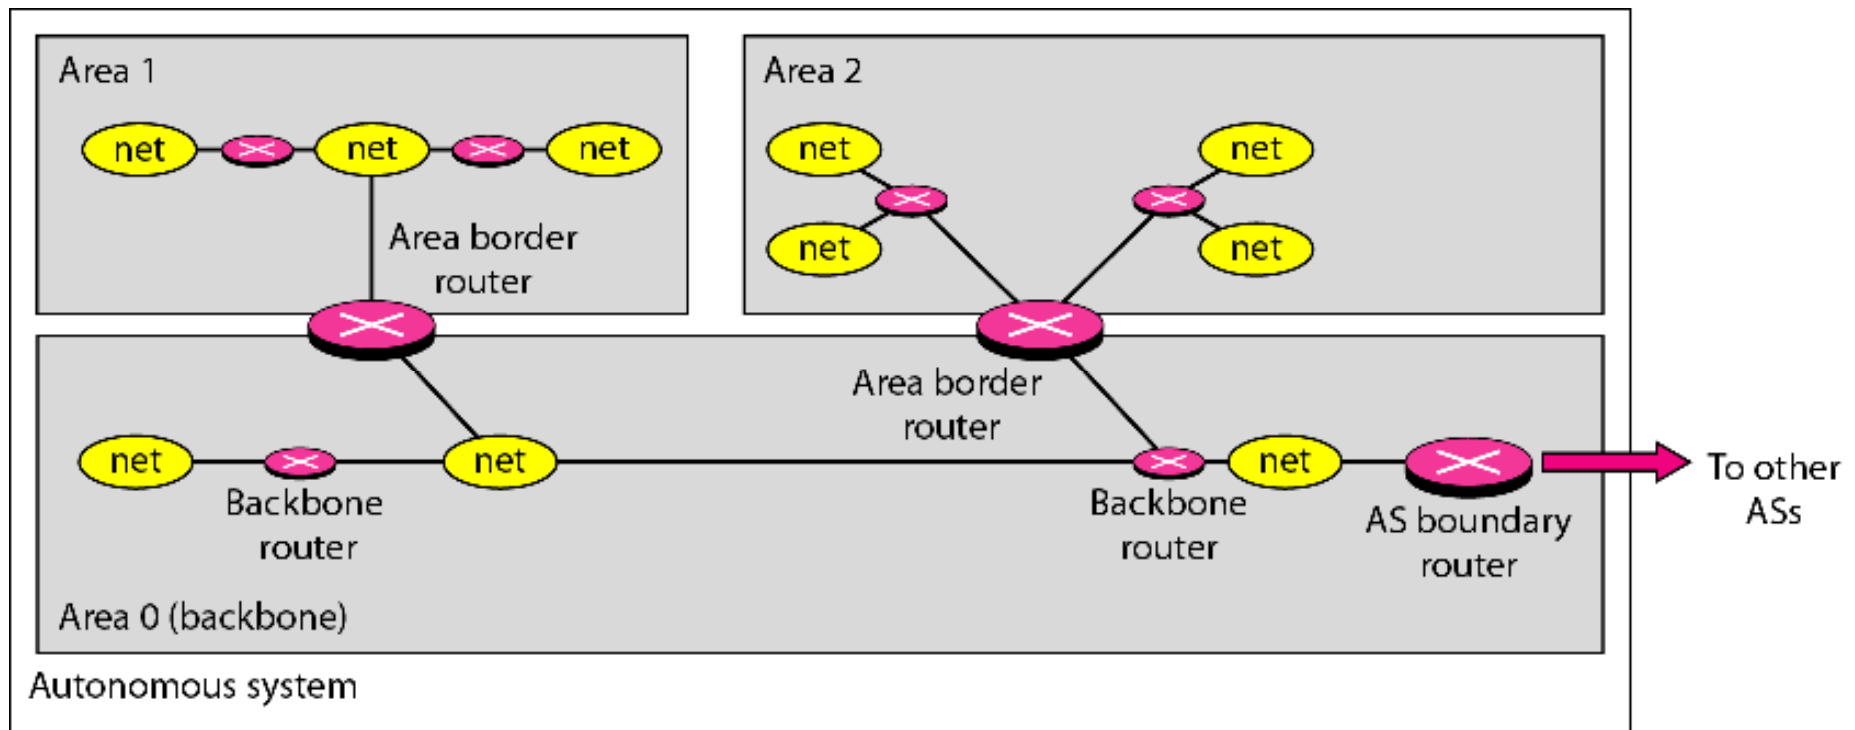 Area 1
net
net
net
Area border
router
Area 2
net
net
net
net
Area border
router
net
net
net
Backbone
router
Backbone
router
AS boundary
router
To other
ASs
Area 0 (backbone)
Autonomous system